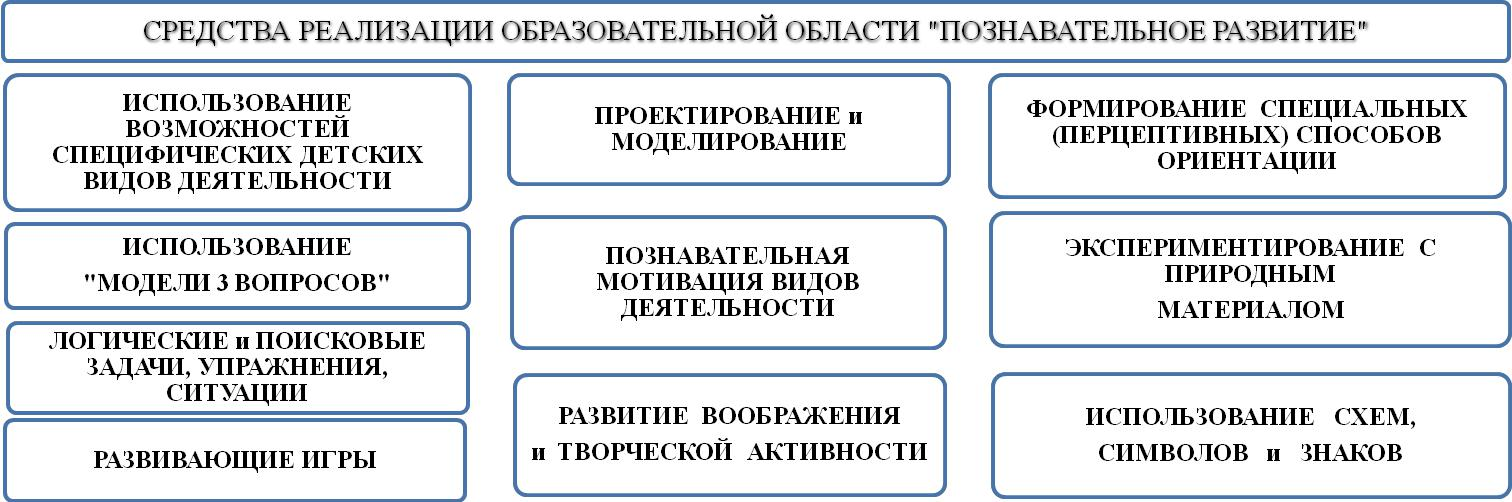 СРЕДСТВА РЕАЛИЗАЦИИ ОБРАЗОВАТЕЛЬНОЙ ОБЛАСТИ "ПОЗНАВАТЕЛЬНОЕ РАЗВИТИЕ"
ИСПОЛЬЗОВАНИЕ
ВОЗМОЖНОСТЕЙ
СПЕЦИФИЧЕСКИХ ДЕТСКИХ
ВИДОВ ДЕЯТЕЛЬНОСТИ
ИСПОЛЬЗОВАНИЕ
"МОДЕЛИ 3 ВОПРОСОВ"
ЛОГИЧЕСКИЕ и ПОИСКОВЫЕ
ЗАДАЧИ, УПРАЖНЕНИЯ,
СИТУАЦИИ
РАЗВИВАЮЩИЕ ИГРЫ
ПРОЕКТИРОВАНИЕ и
МОДЕЛИРОВАНИЕ
ПОЗНАВАТЕЛЬНАЯ
МОТИВАЦИЯ ВИДОВ
ДЕЯТЕЛЬНОСТИ
РАЗВИТИЕ ВООБРАЖЕНИЯ
и ТВОРЧЕСКОЙ АКТИВНОСТИ
ФОРМИРОВАНИЕ СПЕЦИАЛЬНЫХ
(ПЕРЦЕПТИВНЫХ) СПОСОБОВ
ОРИЕНТАЦИИ
ЭКСПЕРИМЕНТИРОВАНИЕ С
ПРИРОДНЫМ
МАТЕРИАЛОМ
ИСПОЛЬЗОВАНИЕ СХЕМ,
СИМВОЛОВ и ЗНАКОВ